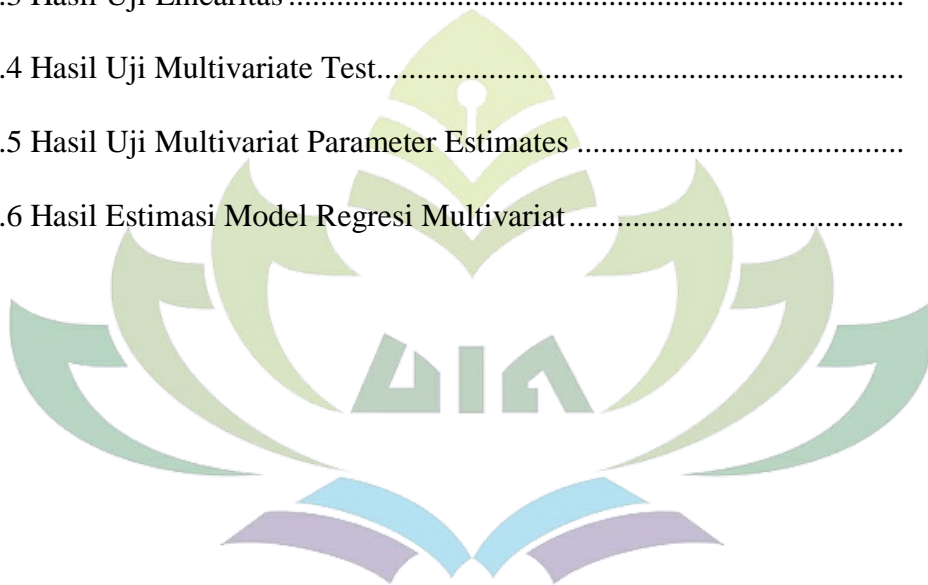 .3 Hasil Uji Linearitas ....................................................................................
.4 Hasil Uji Multivariate Test................................................................
.5 Hasil Uji Multivariat Parameter Estimates ........................................
.6 Hasil Estimasi Model Regresi Multivariat.........................................
UIN